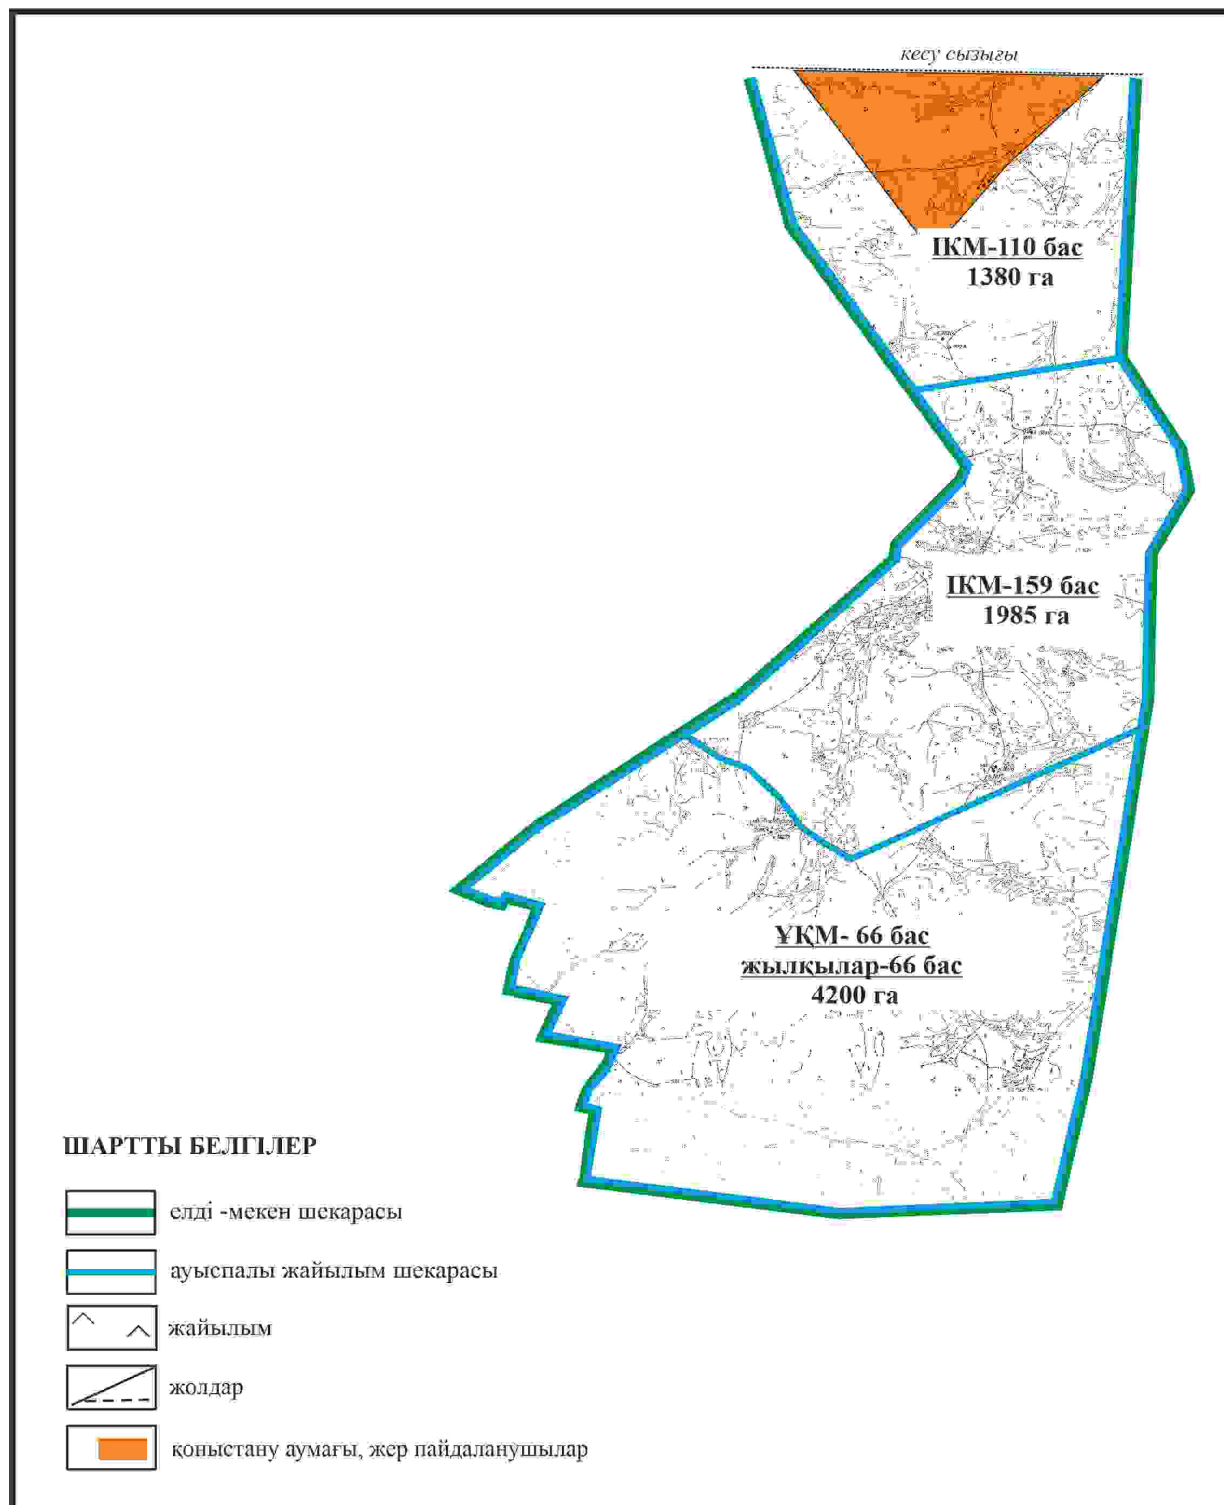 кесу сызығы
ІКМ-110 бас
1380 га
ІКМ-159 бас
1985 га
ҰҚМ- 66 бас
жылқылар-66 бас
4200 га
ШАРТТЫ БЕЛГІЛЕР
елді -мекен шекарасы
ауыспалы жайылым шекарасы
жайылым
жолдар
қоныстану аумағы, жер пайдаланушылар